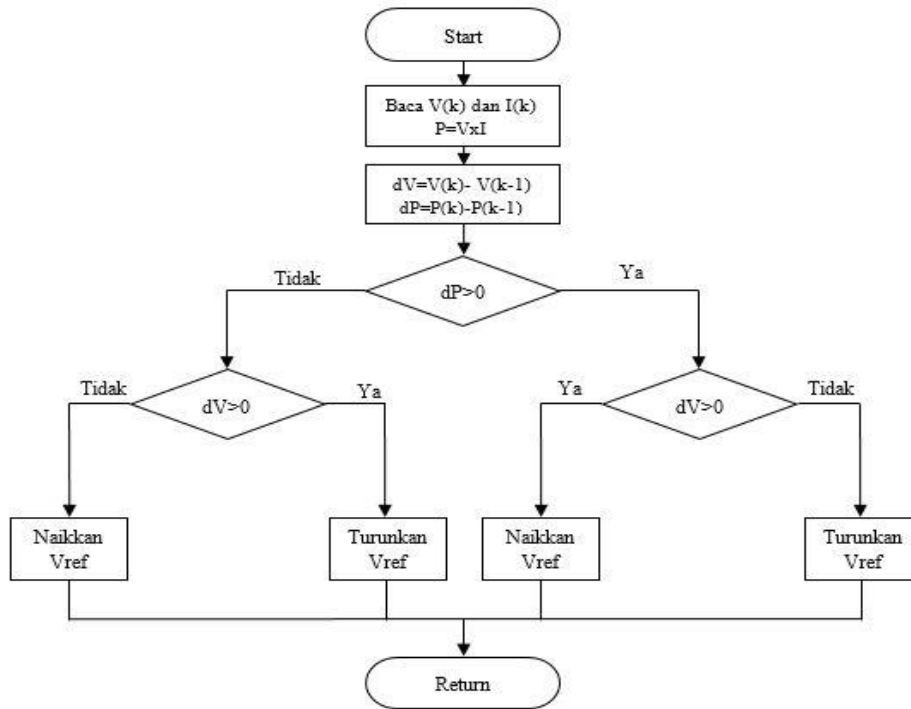 Start
Baca V(k) dan I(k)
P=VxI
dV=V(k)- V(k-1)
dP=P(k)-P(k-1)
dP>0
Tidak
Ya
dV>0
Tidak
Ya
dV>0
Ya
Tidak
Naikkan
Vref
Turunkan
Vref
Naikkan
Vref
Turunkan
Vref
Return